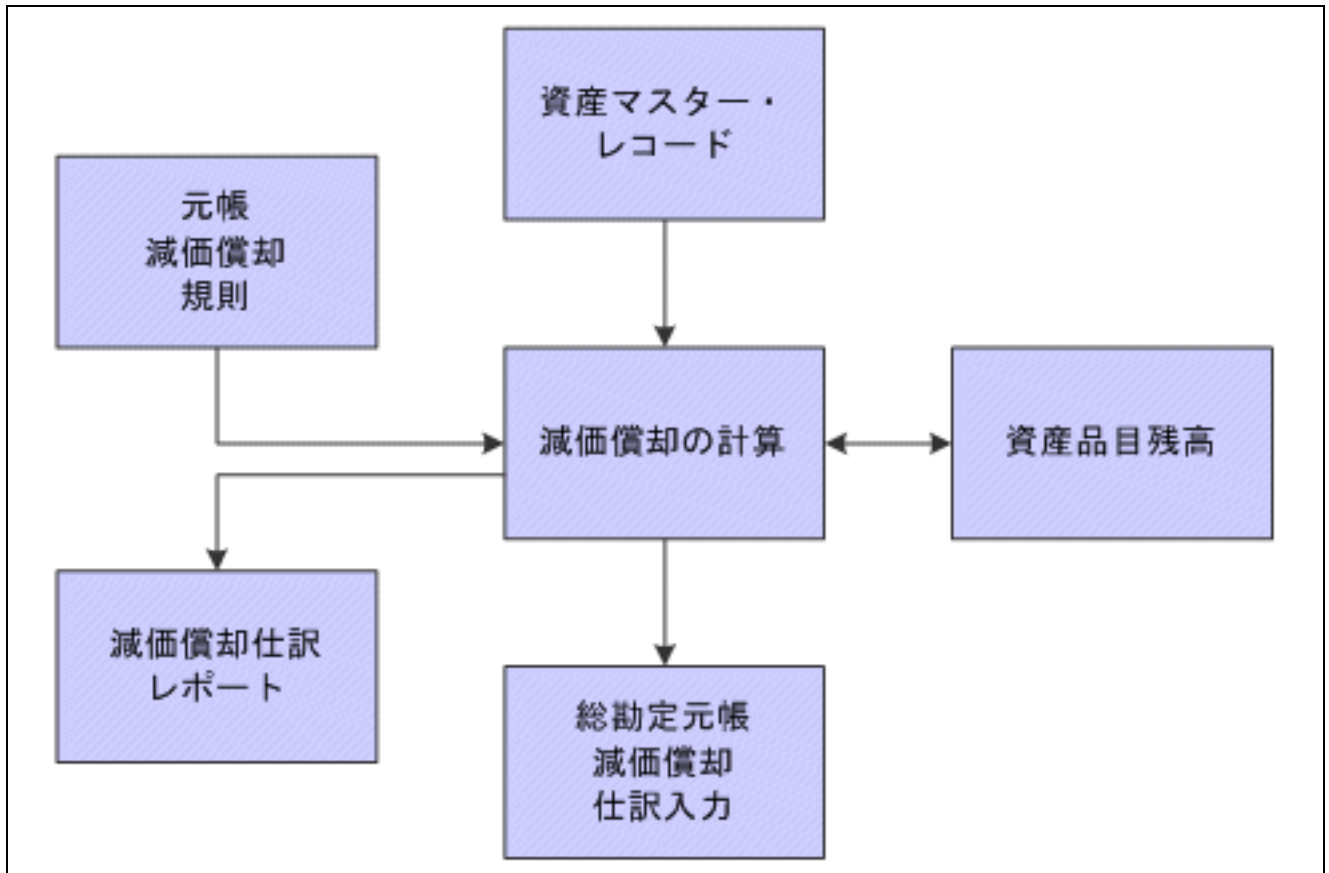 資産マスター・
レコード
元帳
減価償却
規則
減価償却の計算
資産品目残高
減価償却仕訳
レポート
総勘定元帳
減価償却
仕訳入力